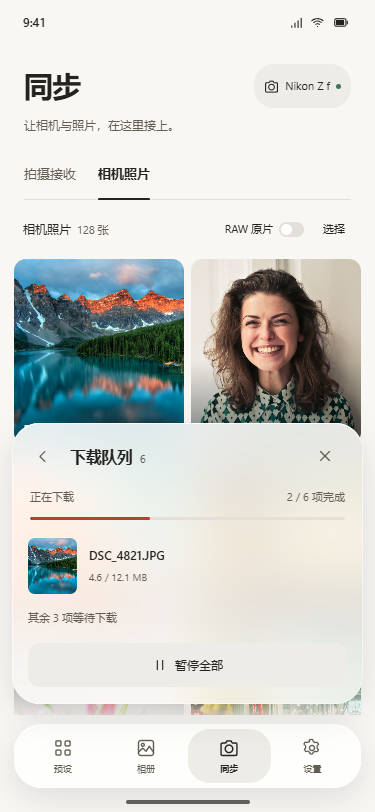 9:41
同步
Nikon Z f
让相机与照片，在这里接上。
拍摄接收 相机照片
相机照片 128 张 RAW 原片 选择
下载队列 6
正在下载 2 / 6 项完成
DSC_4821.JPG
4.6 / 12.1 MB
其余 3 项等待下载
暂停全部
预设 相册 同步 设置